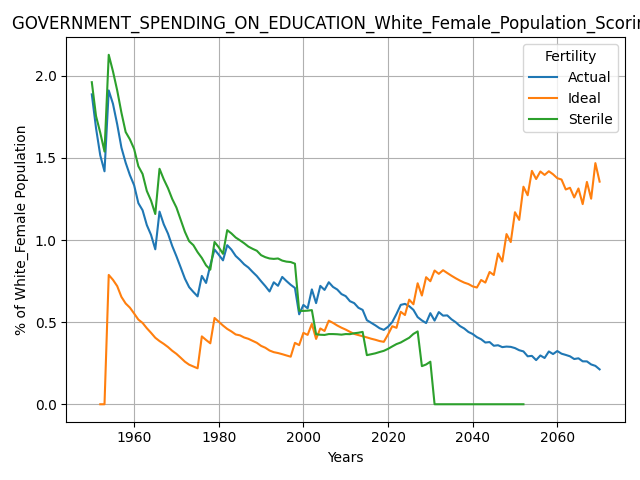 GOVERNMENT_SPENDING_ON_EDUCATION_White_Female_Population_Scorin
Fertility
Actual
Ideal
Sterile
% of White_Female Population
2.0
1.5
1.0
0.5
0.0
1960 1980 2000 2020 2040 2060
Years